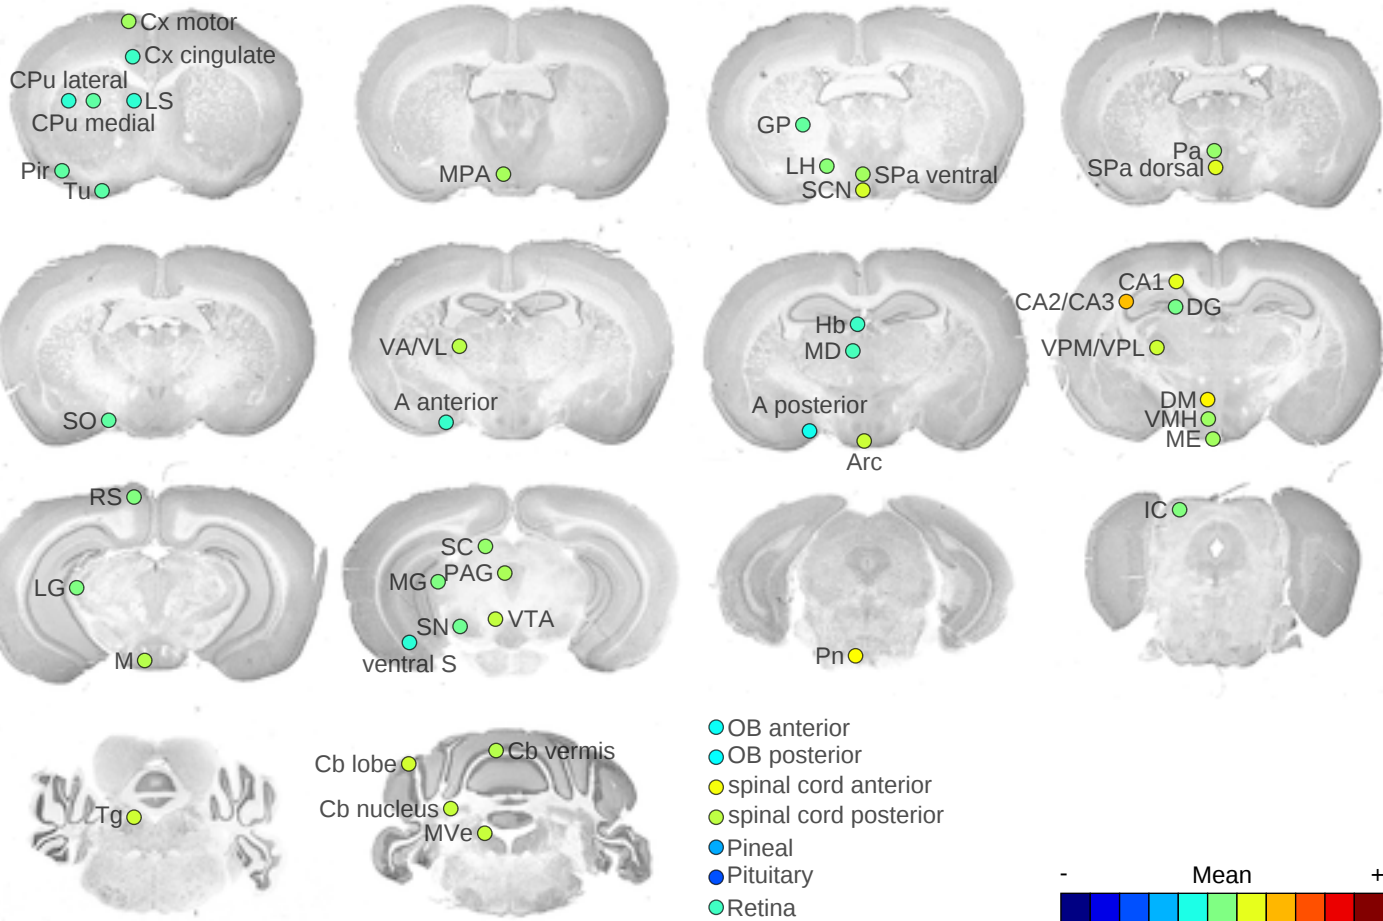 Cx motor
Cx cingulate
CPu lateral
LS
CPu medial
Pir
Tu
MPA
GP
LH
SPa ventral
SCN
Pa
SPa dorsal
SO
VA/VL
A anterior
Hb
MD
A posterior
Arc
CA1
CA2/CA3
DG
VPM/VPL
DM
VMH
ME
RS
LG
M
SC
PAG
MG
SN
VTA
ventral S
Pn
IC
Tg
Cb lobe
Cb vermis
Cb nucleus
MVe
OB anterior
OB posterior
spinal cord anterior
spinal cord posterior
Pineal
Pituitary
Retina
- Mean +